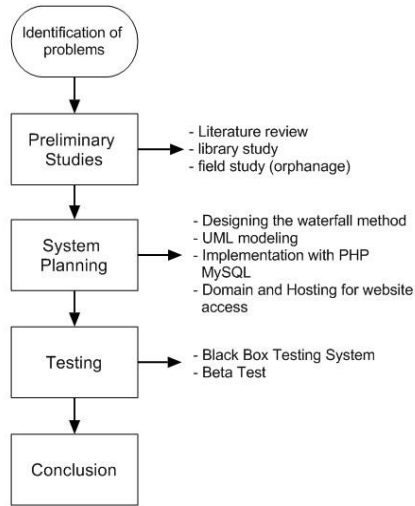 Identification of
problems
Preliminary
Studies
- Literature review
- library study
- field study (orphanage)
System
Planning
- Designing the waterfall method
- UML modeling
- Implementation with PHP
MySQL
- Domain and Hosting for website
access
Testing
- Black Box Testing System
- Beta Test
Conclusion